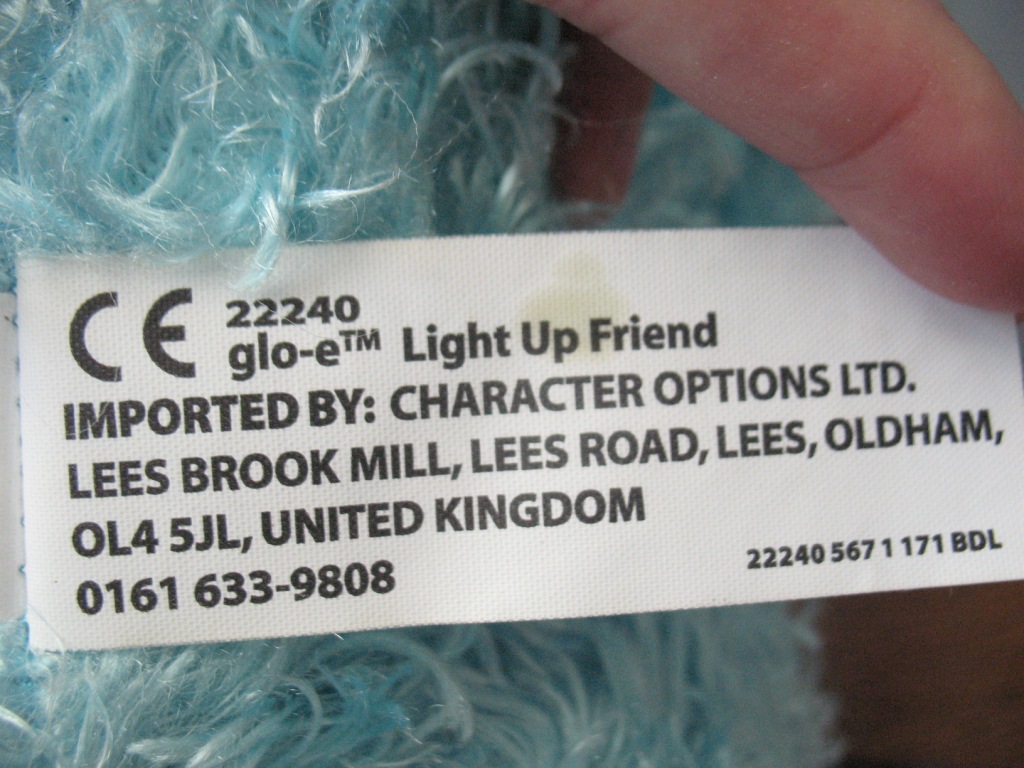 CE 22240
glo-e™ Light Up Friend
IMPORTED BY: CHARACTER OPTIONS LTD.
LEES BROOK MILL, LEES ROAD, LEES, OLDHAM,
OL4 5JL, UNITED KINGDOM
0161 633-9808
22240 567 1 171 BDL